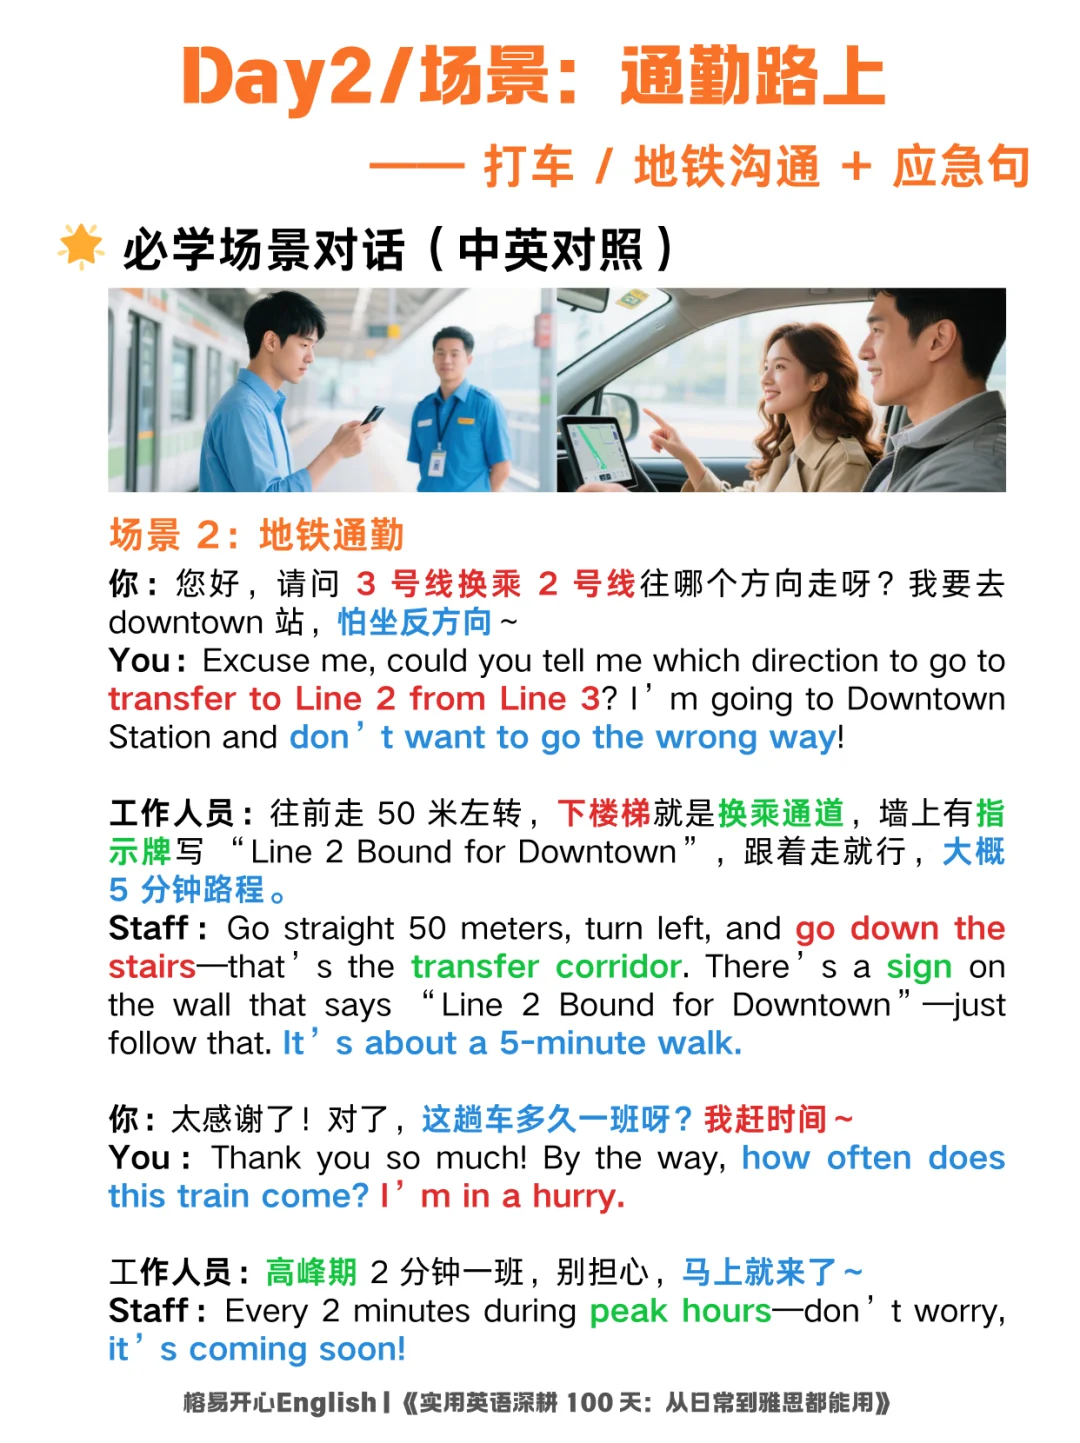 Day2/场景：通勤路上
—— 打车 / 地铁沟通 + 应急句
必学场景对话（中英对照）
场景 2：地铁通勤
你：您好，请问 3 号线换乘 2 号线往哪个方向走呀？我要去
downtown 站，怕坐反方向~
You：Excuse me, could you tell me which direction to go to
transfer to Line 2 from Line 3? I’m going to Downtown
Station and don’t want to go the wrong way!
工作人员：往前走 50 米左转，下楼梯就是换乘通道，墙上有指
示牌写“Line 2 Bound for Downtown”，跟着走就行，大概
5 分钟路程。
Staff：Go straight 50 meters, turn left, and go down the
stairs—that’s the transfer corridor. There’s a sign on
the wall that says “Line 2 Bound for Downtown”—just
follow that. It’s about a 5-minute walk.
你：太感谢了！对了，这趟车多久一班呀？我赶时间~
You：Thank you so much! By the way, how often does
this train come? I’m in a hurry.
工作人员：高峰期 2 分钟一班，别担心，马上就来了~
Staff：Every 2 minutes during peak hours—don’t worry,
it’s coming soon!
榕易开心English|《实用英语深耕 100 天：从日常到雅思都能用》